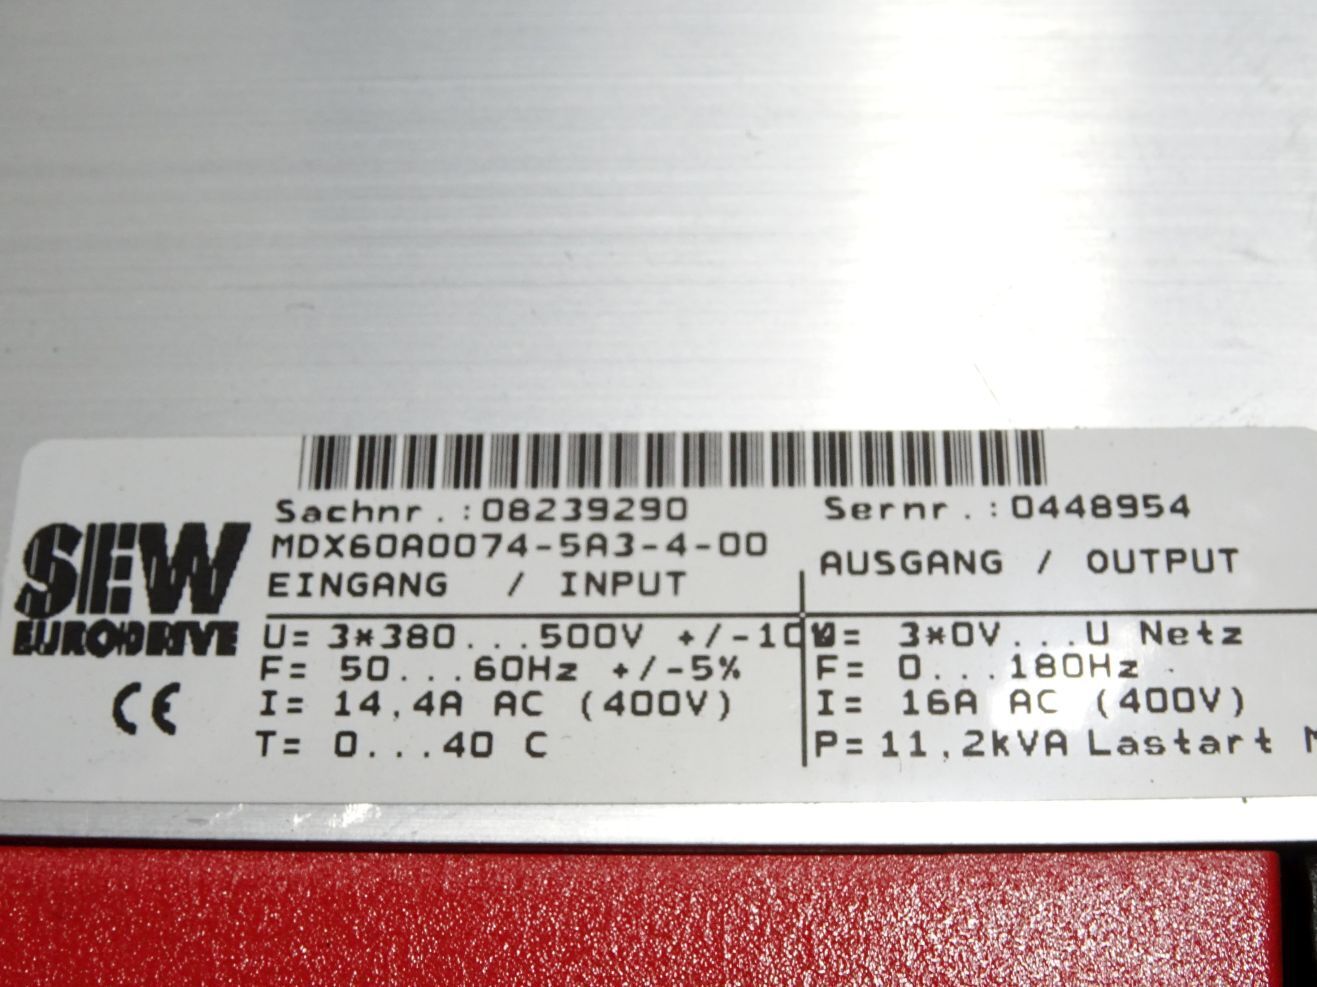 Sachnr.:08239290
Sernr.:0448954
MDX60A0074-5A3-4-00
EINGANG / INPUT
AUSGANG / OUTPUT
SEW
EURODRIVE
CE
U= 3*380...500V +/-10
3*0V...U Netz
F= 50...60Hz +/-5%
F= 0...180Hz
I= 14,4A AC (400V)
I= 16A AC (400V)
T= 0...40 C
P= 11,2kVA Lastart